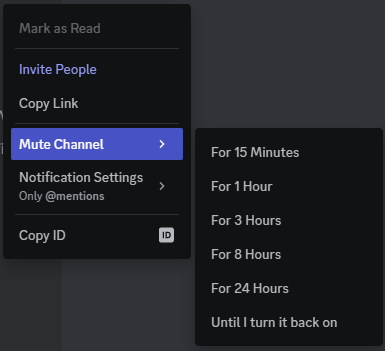 Mark as Read
Invite People
Copy Link
Mute Channel
Notification Settings
Only @mentions
Copy ID
ID
For 15 Minutes
For 1 Hour
For 3 Hours
For 8 Hours
For 24 Hours
Until I turn it back on